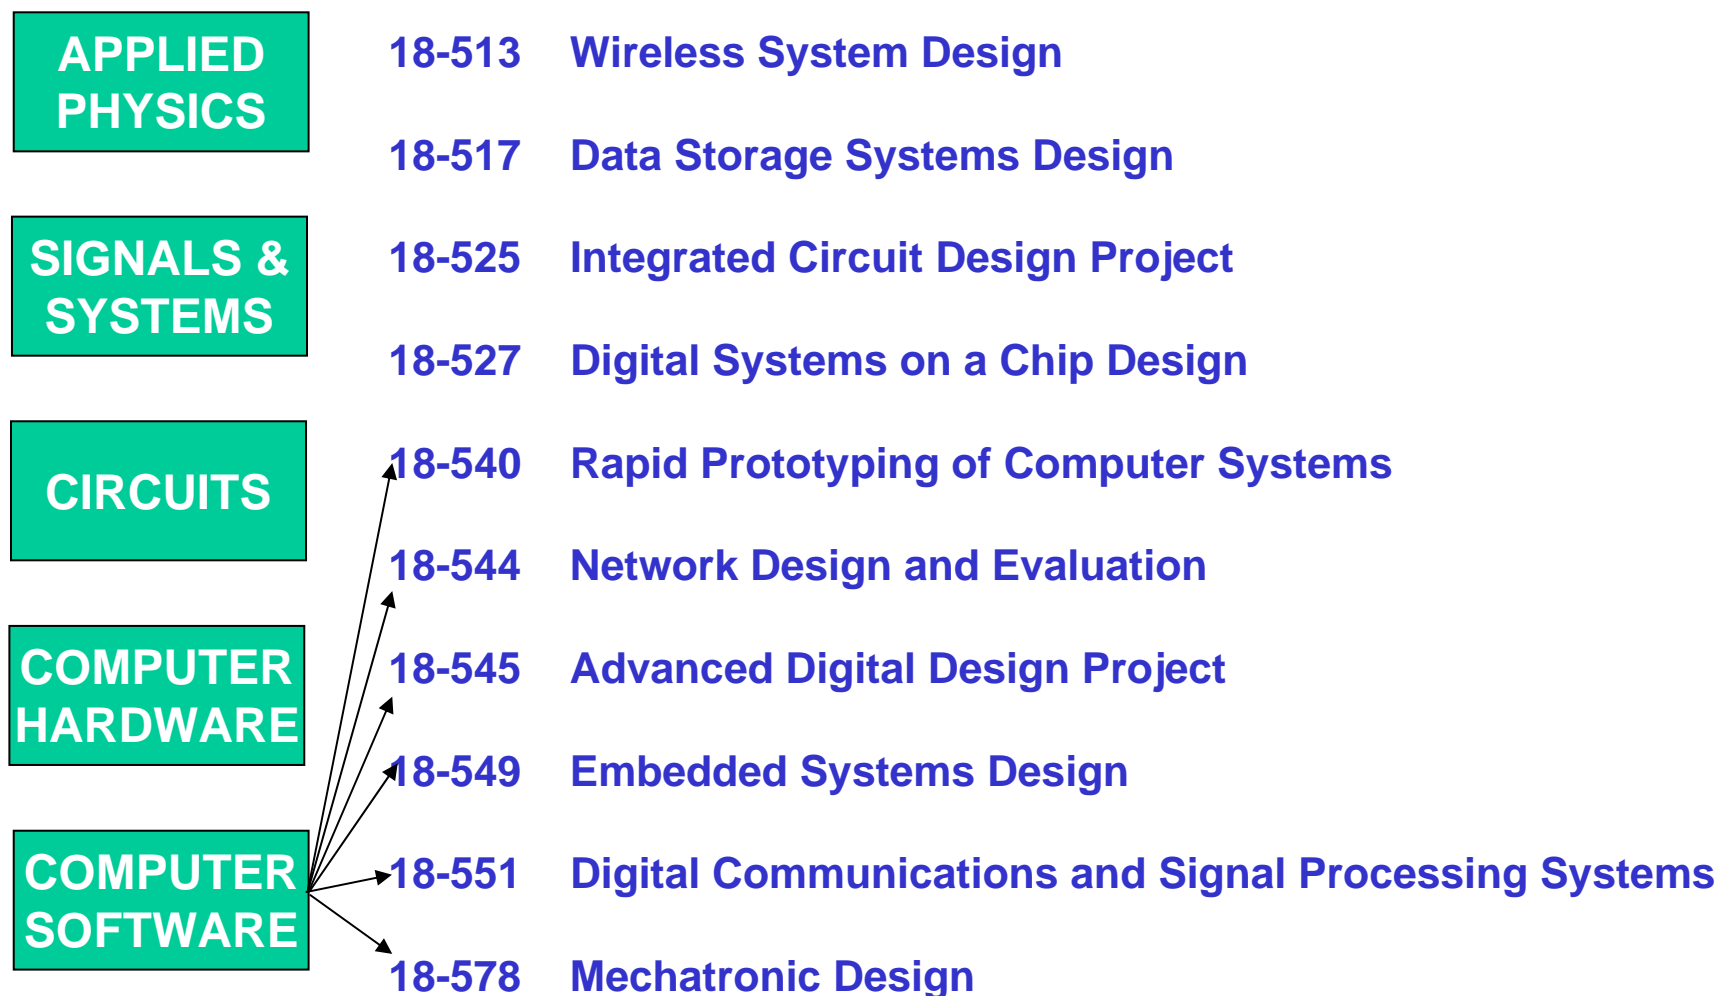 APPLIED
PHYSICS
18-513 Wireless System Design
18-517 Data Storage Systems Design
SIGNALS &
SYSTEMS
18-525 Integrated Circuit Design Project
18-527 Digital Systems on a Chip Design
CIRCUITS
18-540 Rapid Prototyping of Computer Systems
18-544 Network Design and Evaluation
COMPUTER
HARDWARE
18-545 Advanced Digital Design Project
18-549 Embedded Systems Design
COMPUTER
SOFTWARE
18-551 Digital Communications and Signal Processing Systems
18-578 Mechatronic Design